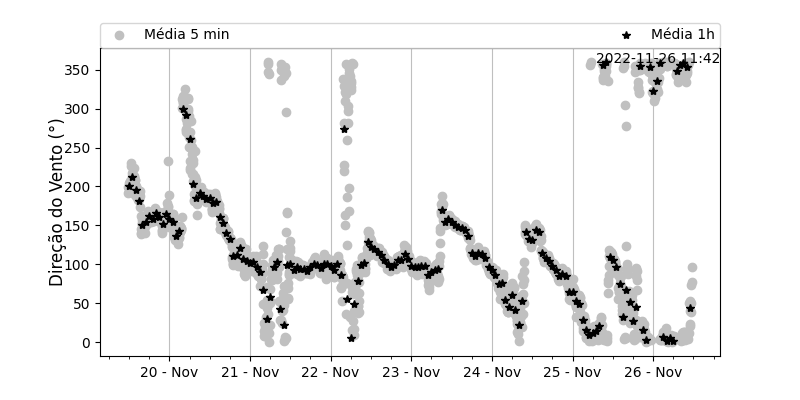 Média 5 min
Média 1h
2022-11-26 11:42
Direção do Vento (°)
350
300
250
200
150
100
50
0
20 - Nov
21 - Nov
22 - Nov
23 - Nov
24 - Nov
25 - Nov
26 - Nov